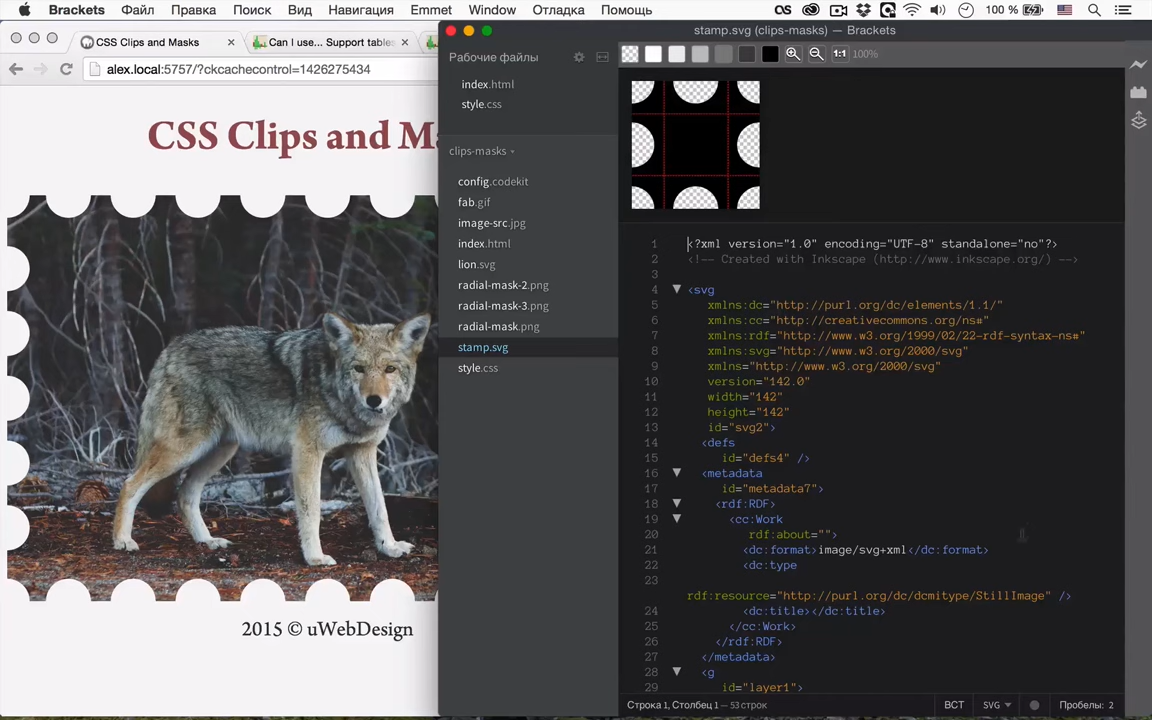 Brackets Файл Правка Поиск Вид Навигация Emmet Window Отладка Помощь 100 %
stamp.svg (clips-masks) — Brackets
CSS Clips and Masks
Can I use... Support tables
alex.local:5757/?ckcachecontrol=1426275434
CSS Clips and Ma
2015 © uWebDesign
Рабочие файлы
index.html
style.css
clips-masks
config.codekit
fab.gif
image-src.jpg
index.html
lion.svg
radial-mask-2.png
radial-mask-3.png
radial-mask.png
stamp.svg
style.css
1:1 100%
1 <?xml version="1.0" encoding="UTF-8" standalone="no"?>
2 <!-- Created with Inkscape (http://www.inkscape.org/) -->
3
4 <svg
5 xmlns:dc="http://purl.org/dc/elements/1.1/"
6 xmlns:cc="http://creativecommons.org/ns#"
7 xmlns:rdf="http://www.w3.org/1999/02/22-rdf-syntax-ns#"
8 xmlns:svg="http://www.w3.org/2000/svg"
9 xmlns="http://www.w3.org/2000/svg"
10 version="142.0"
11 width="142"
12 height="142"
13 id="svg2">
14 <defs
15 id="defs4" />
16 <metadata
17 id="metadata7">
18 <rdf:RDF>
19 <cc:Work
20 rdf:about="">
21 <dc:format>image/svg+xml</dc:format>
22 <dc:type
23
rdf:resource="http://purl.org/dc/dcmitype/StillImage" />
24 <dc:title></dc:title>
25 </cc:Work>
26 </rdf:RDF>
27 </metadata>
28 <g
29 id="layer1">
Строка 1, Столбец 1 — 53 строк
ВСТ SVG Пробелы: 2